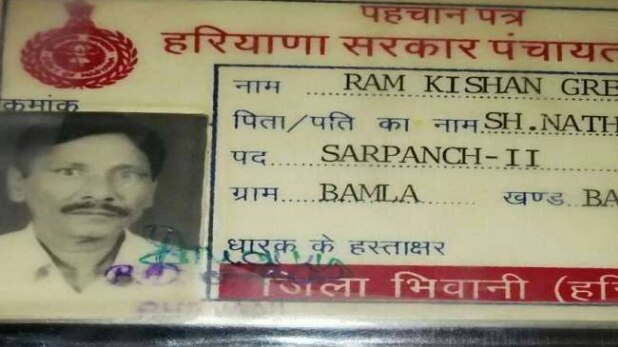 पहचान पत्र
हरियाणा सरकार पंचायत
क्रमांक
नाम RAM KISHAN GRE
पिता/पति का नाम SH.NATH
पद SARPANCH-II
ग्राम BAMLA खण्ड BA
धारक के हस्ताक्षर
जिला भिवानी (हरि